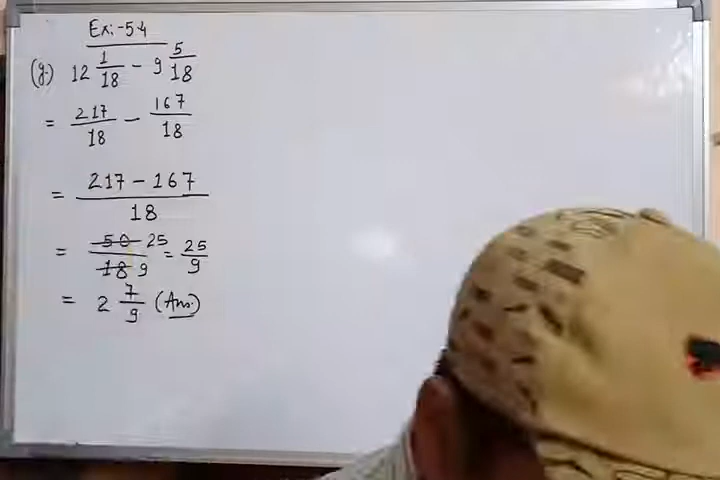 Ex:-54
(g.) 12 1/18 - 9 5/18
= 217/18 - 167/18
= 217 - 167/18
= 50 25/18 9 = 25/9
= 2 7/9 (Ans.)